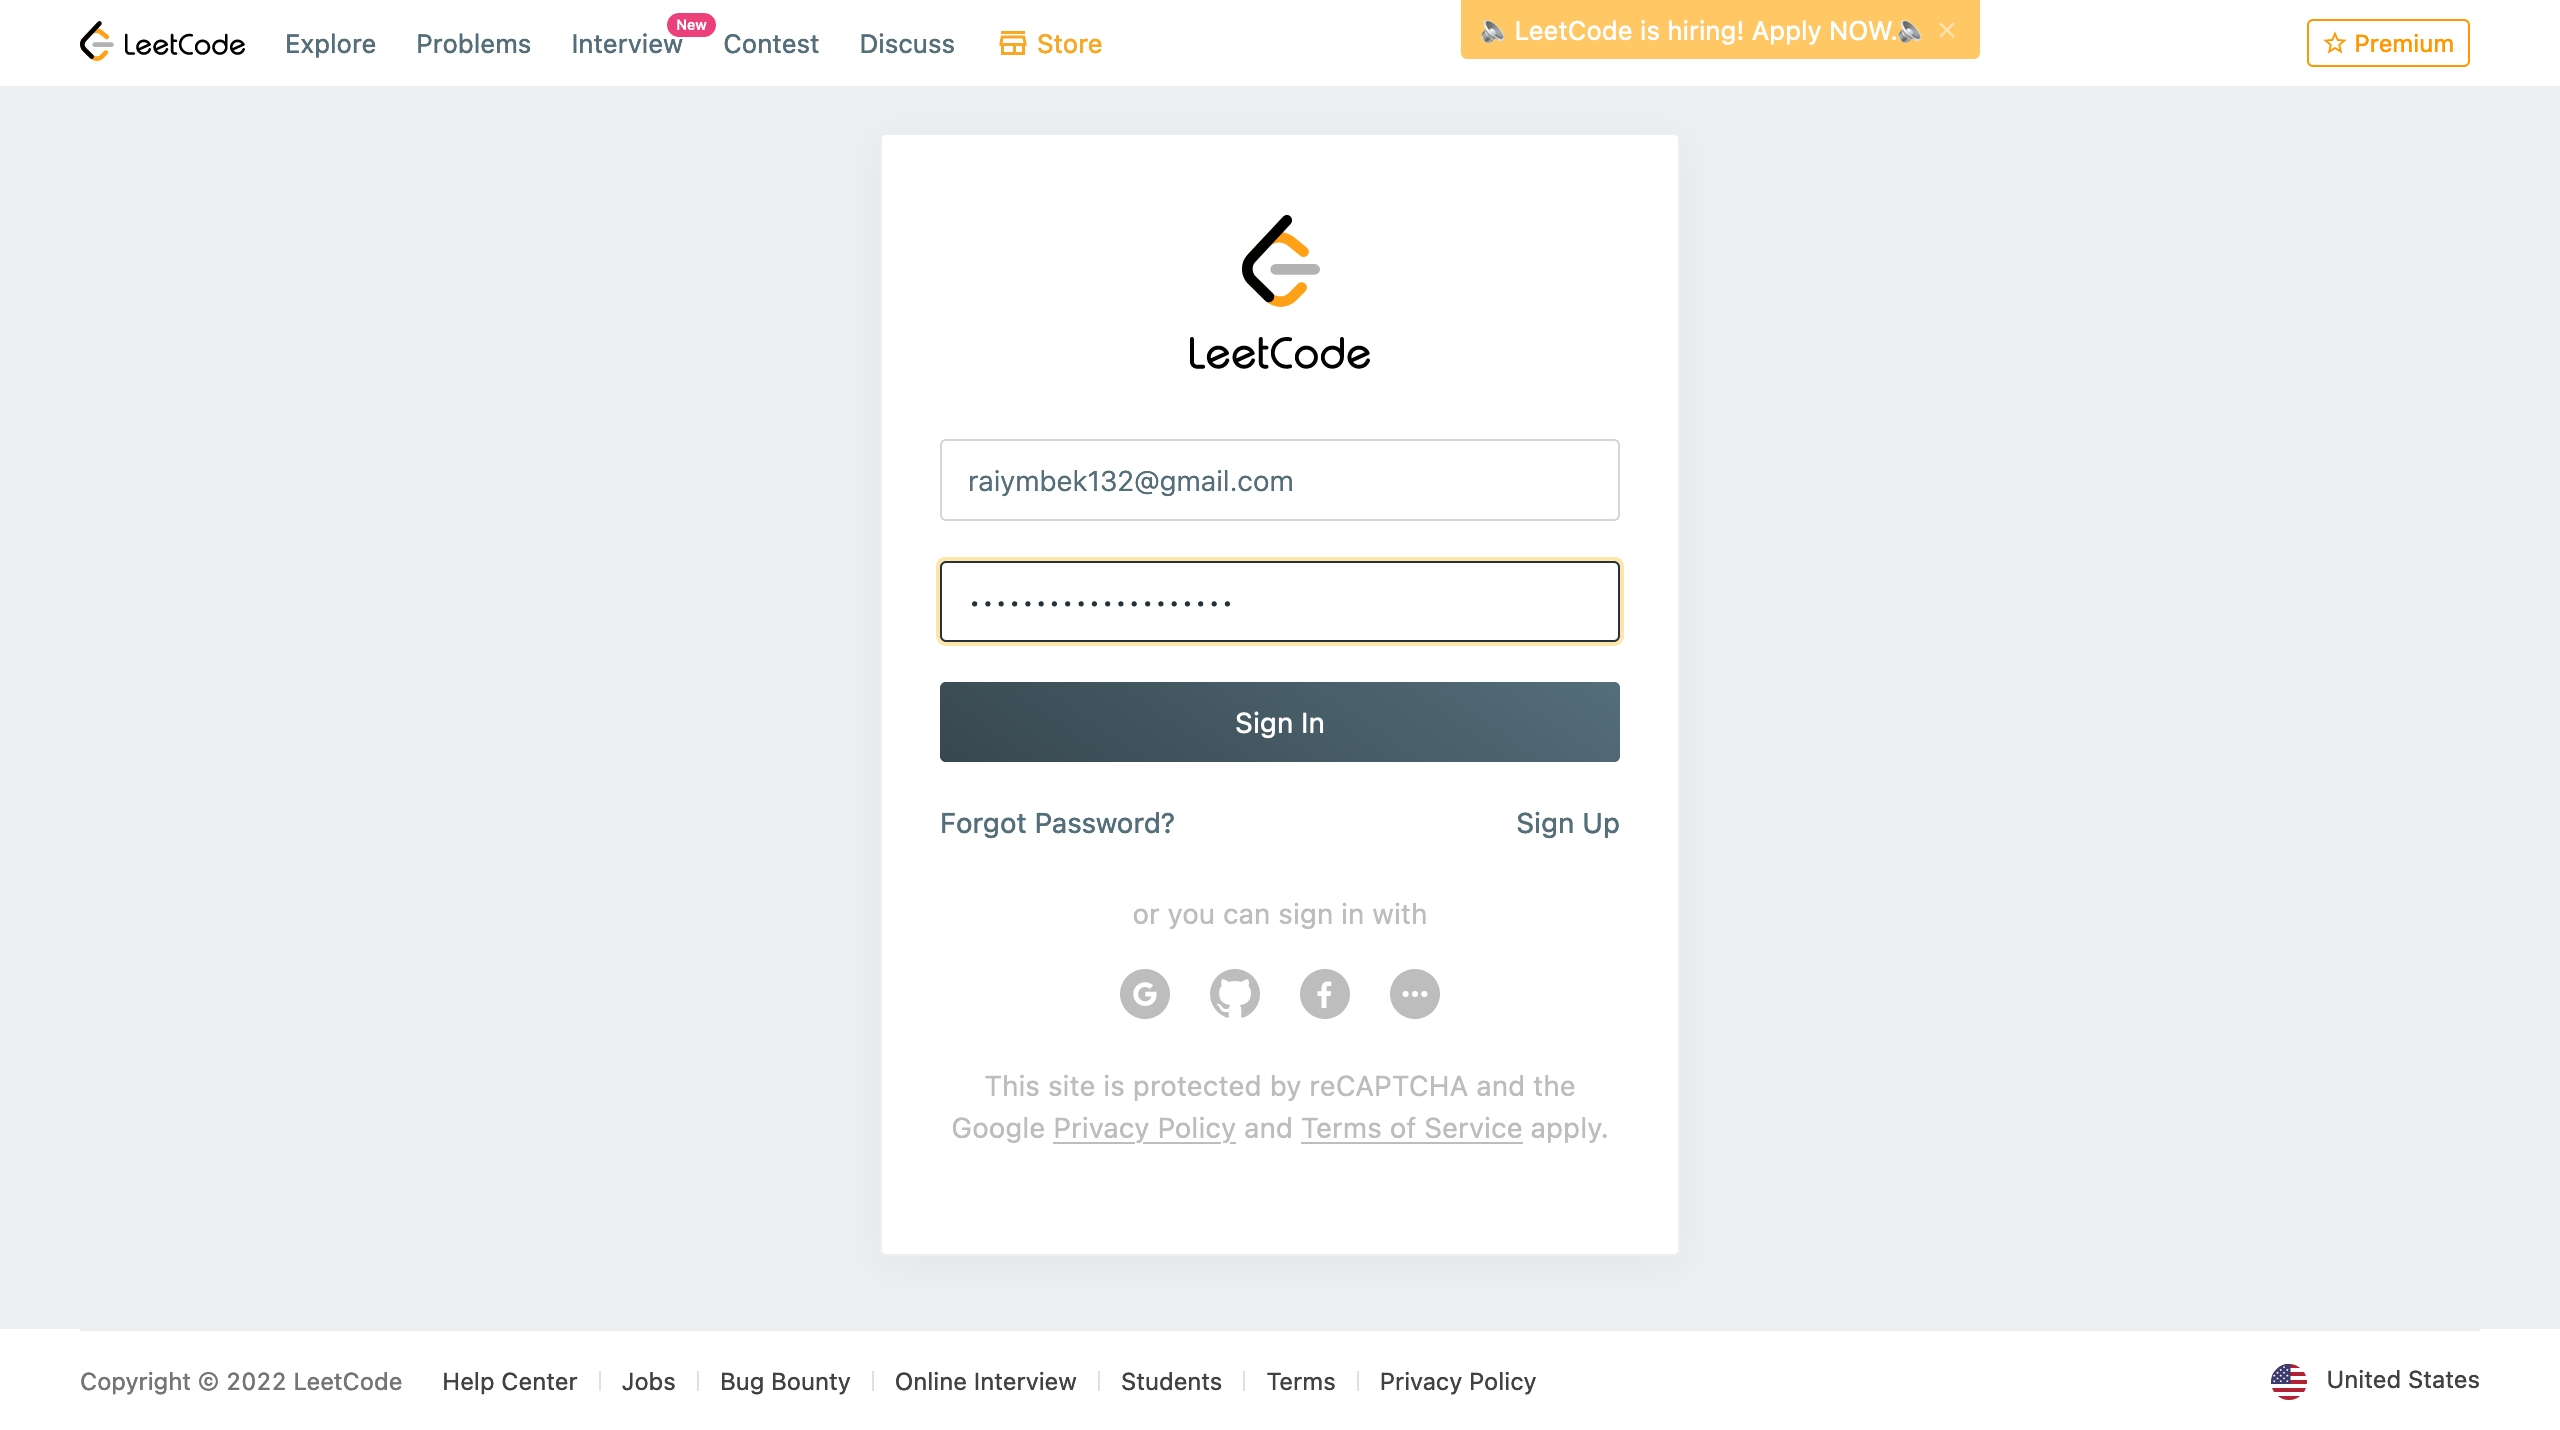 LeetCode Explore Problems Interview New Contest Discuss Store LeetCode is hiring! Apply NOW. Premium
LeetCode
raiymbek132@gmail.com
••••••••••••••••••••
Sign In
Forgot Password? Sign Up
or you can sign in with
This site is protected by reCAPTCHA and the
Google Privacy Policy and Terms of Service apply.
Copyright © 2022 LeetCode Help Center Jobs Bug Bounty Online Interview Students Terms Privacy Policy United States